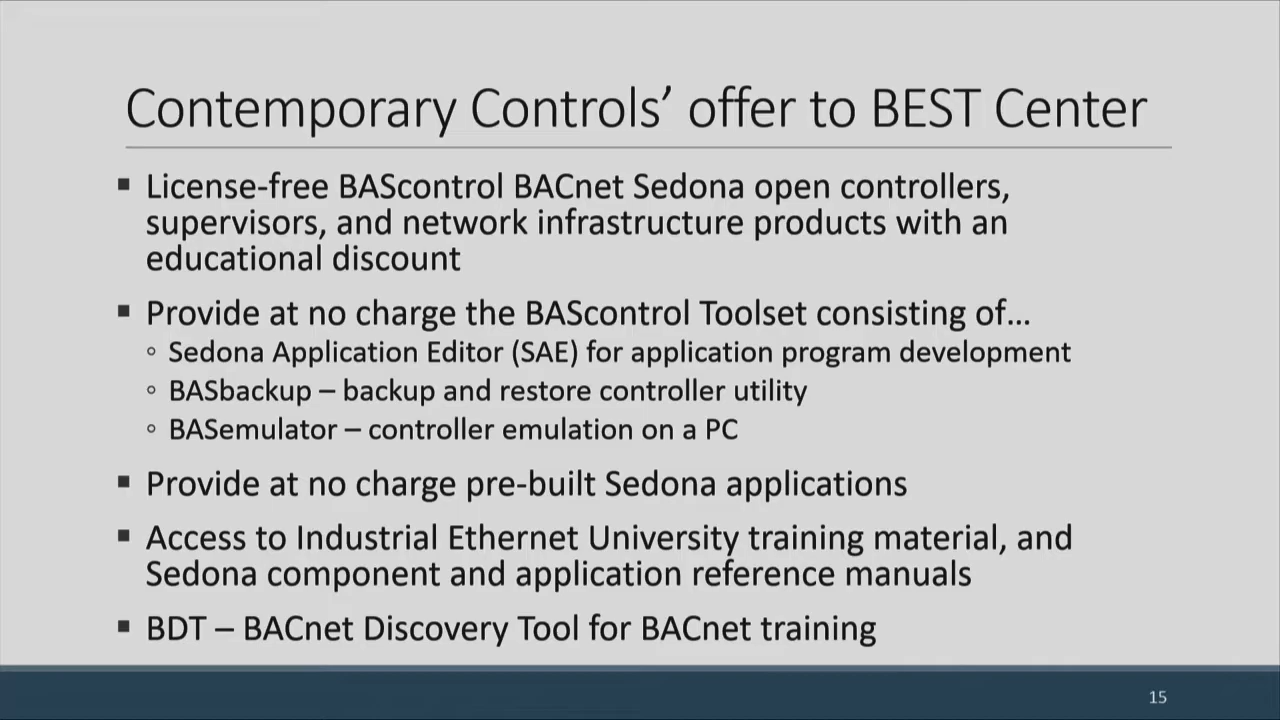 Contemporary Controls’ offer to BEST Center
▪ License-free BAScontrol BACnet Sedona open controllers,
supervisors, and network infrastructure products with an
educational discount
▪ Provide at no charge the BAScontrol Toolset consisting of…
◦ Sedona Application Editor (SAE) for application program development
◦ BASbackup – backup and restore controller utility
◦ BASemulator – controller emulation on a PC
▪ Provide at no charge pre-built Sedona applications
▪ Access to Industrial Ethernet University training material, and
Sedona component and application reference manuals
▪ BDT – BACnet Discovery Tool for BACnet training
15